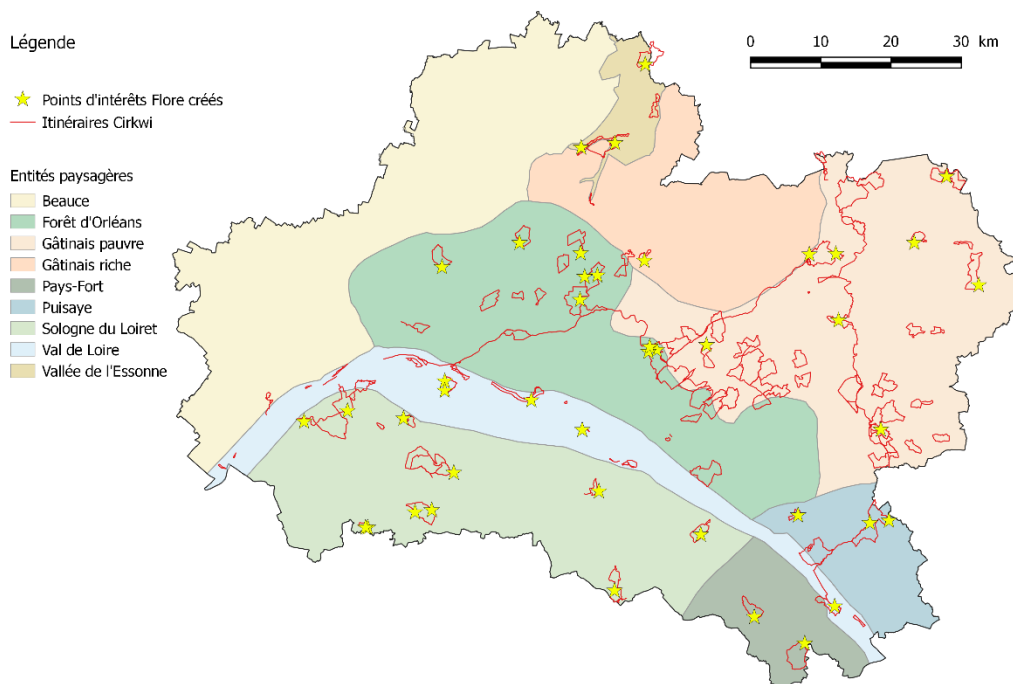 Légende
0 10 20 30 km
Points d'intérêts Flore créés
Itinéraires Cirkwi
Entités paysagères
Beauce
Forêt d'Orléans
Gâtinais pauvre
Gâtinais riche
Pays-Fort
Puisaye
Sologne du Loiret
Val de Loire
Vallée de l'Essonne